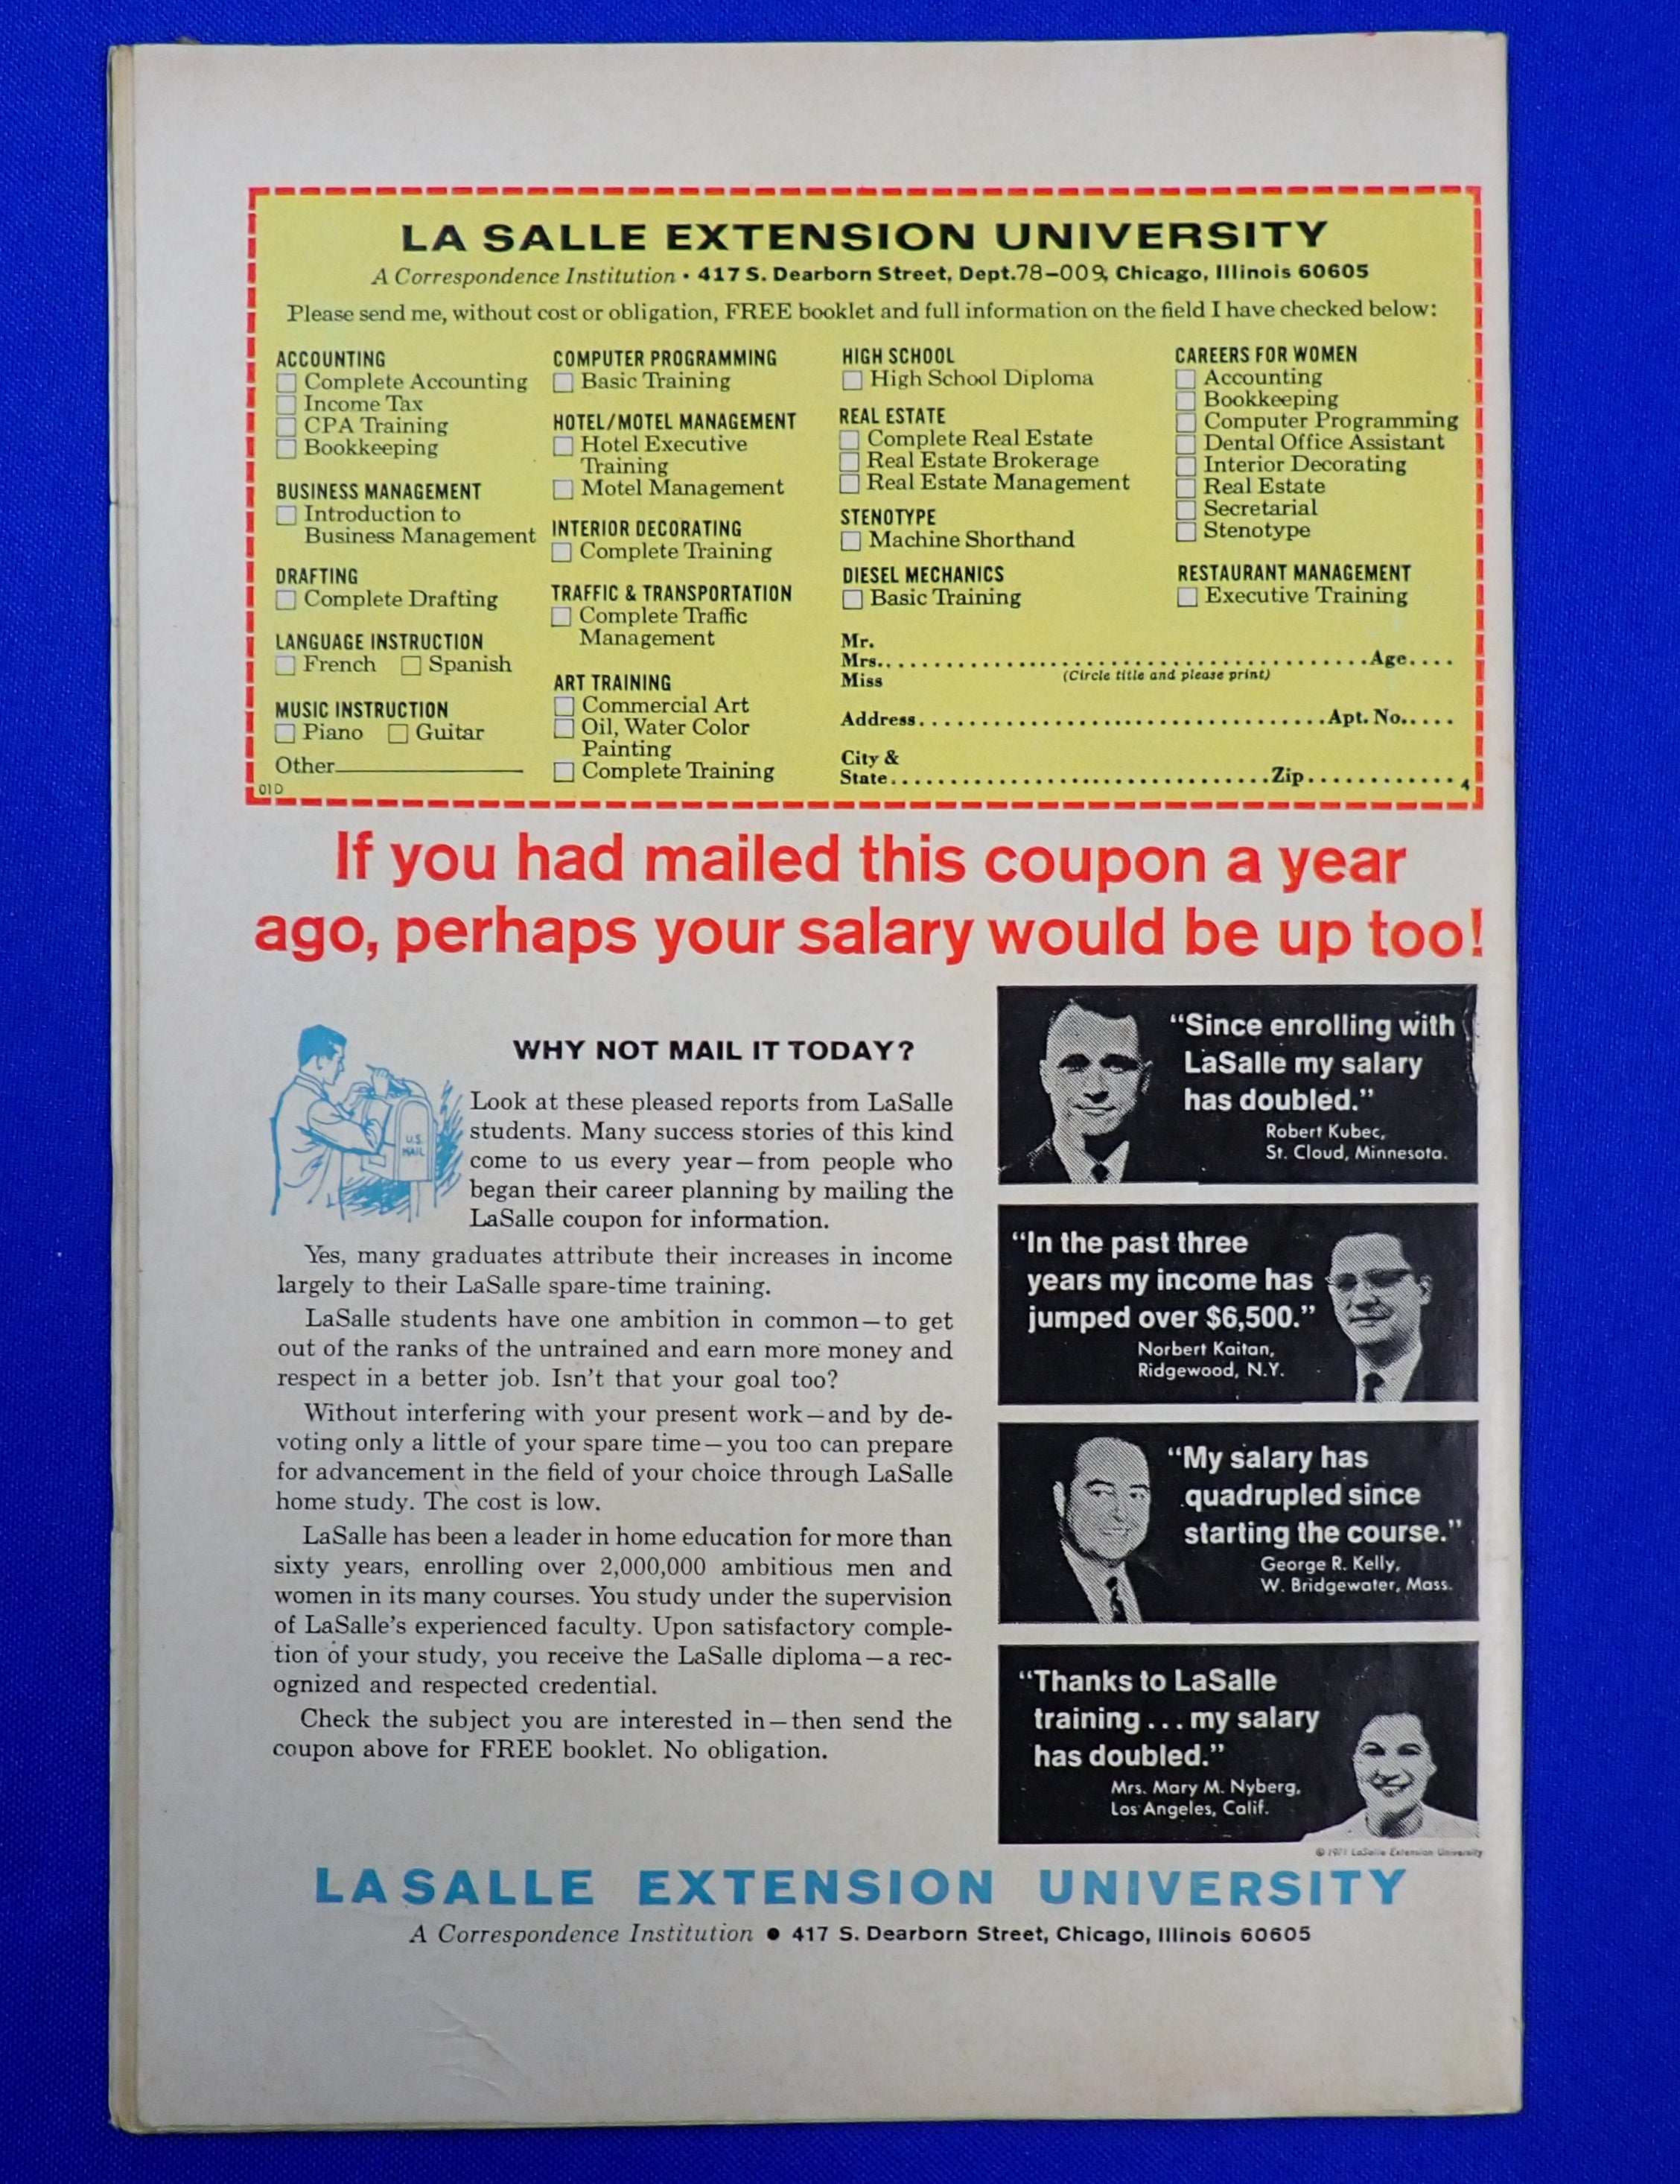 LA SALLE EXTENSION UNIVERSITY
A Correspondence Institution • 417 S. Dearborn Street, Dept. 78-009, Chicago, Illinois 60605
Please send me, without cost or obligation, FREE booklet and full information on the field I have checked below:
ACCOUNTING
Complete Accounting
Income Tax
CPA Training
Bookkeeping
BUSINESS MANAGEMENT
Introduction to
Business Management
DRAFTING
Complete Drafting
LANGUAGE INSTRUCTION
French Spanish
MUSIC INSTRUCTION
Piano Guitar
Other
01D
COMPUTER PROGRAMMING
Basic Training
HOTEL/MOTEL MANAGEMENT
Hotel Executive
Training
Motel Management
INTERIOR DECORATING
Complete Training
TRAFFIC & TRANSPORTATION
Complete Traffic
Management
ART TRAINING
Commercial Art
Oil, Water Color
Painting
Complete Training
HIGH SCHOOL
High School Diploma
REAL ESTATE
Complete Real Estate
Real Estate Brokerage
Real Estate Management
STENOTYPE
Machine Shorthand
DIESEL MECHANICS
Basic Training
CAREERS FOR WOMEN
Accounting
Bookkeeping
Computer Programming
Dental Office Assistant
Interior Decorating
Real Estate
Secretarial
Stenotype
RESTAURANT MANAGEMENT
Executive Training
Mr.
Mrs. Age
Miss (Circle title and please print)
Address Apt. No.
City &
State Zip 4
If you had mailed this coupon a year
ago, perhaps your salary would be up too!
WHY NOT MAIL IT TODAY?
U.S.
MAIL
Look at these pleased reports from LaSalle
students. Many success stories of this kind
come to us every year—from people who
began their career planning by mailing the
LaSalle coupon for information.
Yes, many graduates attribute their increases in income
largely to their LaSalle spare-time training.
LaSalle students have one ambition in common—to get
out of the ranks of the untrained and earn more money and
respect in a better job. Isn't that your goal too?
Without interfering with your present work—and by de-
voting only a little of your spare time—you too can prepare
for advancement in the field of your choice through LaSalle
home study. The cost is low.
LaSalle has been a leader in home education for more than
sixty years, enrolling over 2,000,000 ambitious men and
women in its many courses. You study under the supervision
of LaSalle's experienced faculty. Upon satisfactory comple-
tion of your study, you receive the LaSalle diploma—a rec-
ognized and respected credential.
Check the subject you are interested in—then send the
coupon above for FREE booklet. No obligation.
"Since enrolling with
LaSalle my salary
has doubled."
Robert Kubec,
St. Cloud, Minnesota.
"In the past three
years my income has
jumped over $6,500."
Norbert Kaitan,
Ridgewood, N.Y.
"My salary has
quadrupled since
starting the course."
George R. Kelly,
W. Bridgewater, Mass.
"Thanks to LaSalle
training . . . my salary
has doubled."
Mrs. Mary M. Nyberg,
Los Angeles, Calif.
© 1971 LaSalle Extension University
LASALLE EXTENSION UNIVERSITY
A Correspondence Institution • 417 S. Dearborn Street, Chicago, Illinois 60605